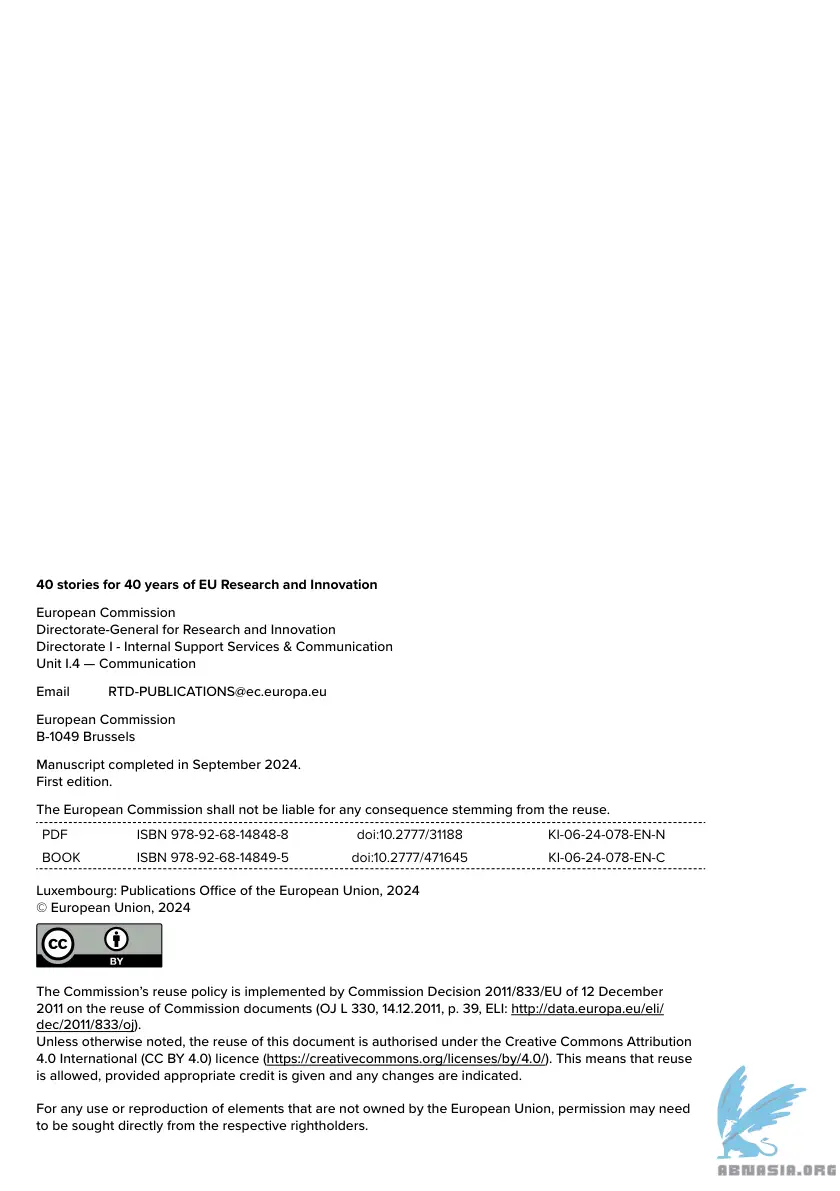 40 stories for 40 years of EU Research and Innovation
European Commission
Directorate-General for Research and Innovation
Directorate I - Internal Support Services & Communication
Unit I.4 — Communication
Email RTD-PUBLICATIONS@ec.europa.eu
European Commission
B-1049 Brussels
Manuscript completed in September 2024.
First edition.
The European Commission shall not be liable for any consequence stemming from the reuse.
PDF ISBN 978-92-68-14848-8 doi:10.2777/31188 KI-06-24-078-EN-N
BOOK ISBN 978-92-68-14849-5 doi:10.2777/471645 KI-06-24-078-EN-C
Luxembourg: Publications Office of the European Union, 2024
© European Union, 2024
cc
BY
The Commission’s reuse policy is implemented by Commission Decision 2011/833/EU of 12 December
2011 on the reuse of Commission documents (OJ L 330, 14.12.2011, p. 39, ELI: http://data.europa.eu/eli/
dec/2011/833/oj).
Unless otherwise noted, the reuse of this document is authorised under the Creative Commons Attribution
4.0 International (CC BY 4.0) licence (https://creativecommons.org/licenses/by/4.0/). This means that reuse
is allowed, provided appropriate credit is given and any changes are indicated.
For any use or reproduction of elements that are not owned by the European Union, permission may need
to be sought directly from the respective rightholders.
ABNASIA.ORG